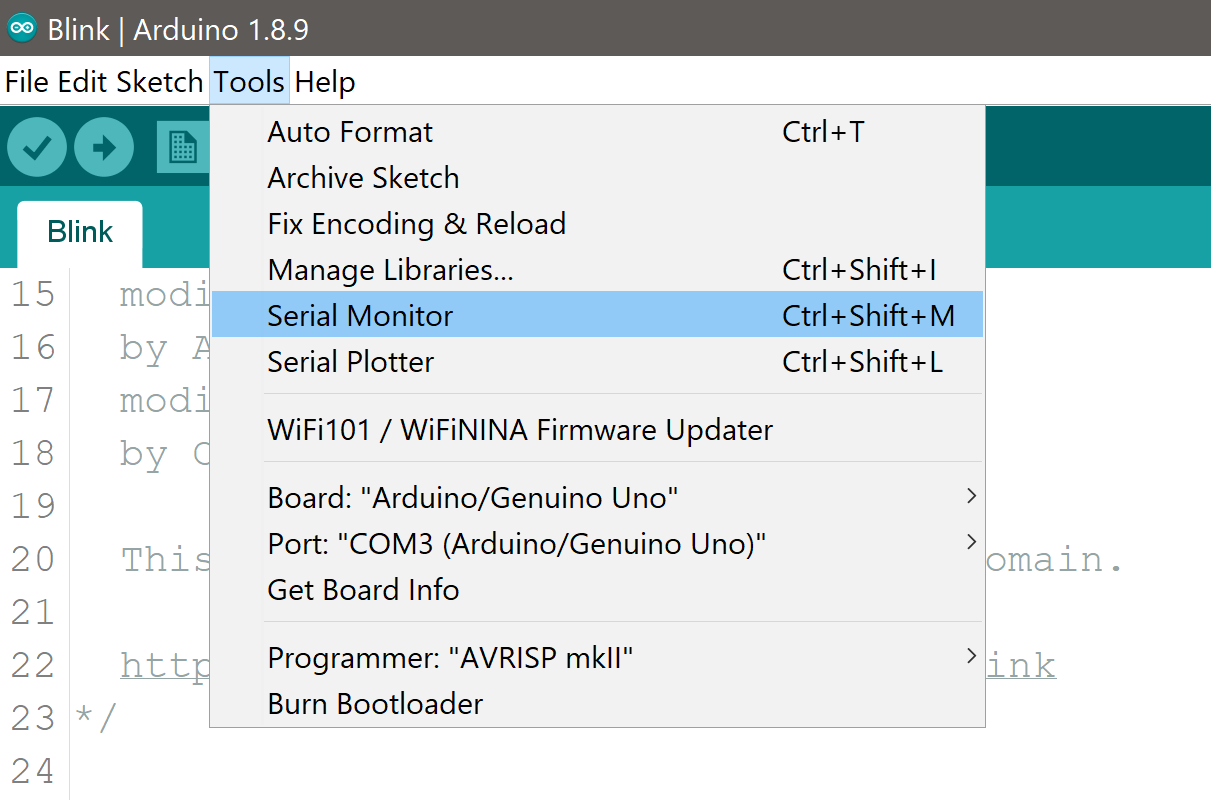 Blink | Arduino 1.8.9
File Edit Sketch Tools Help
Auto Format Ctrl+T
Archive Sketch
Fix Encoding & Reload
Manage Libraries... Ctrl+Shift+I
Serial Monitor Ctrl+Shift+M
Serial Plotter Ctrl+Shift+L
WiFi101 / WiFiNINA Firmware Updater
Board: "Arduino/Genuino Uno"
Port: "COM3 (Arduino/Genuino Uno)"
Get Board Info
Programmer: "AVRISP mkII"
Burn Bootloader
Blink
15 modi
16 by A
17 modi
18 by
19
20 This omain.
21
22 http ink
23 */
24